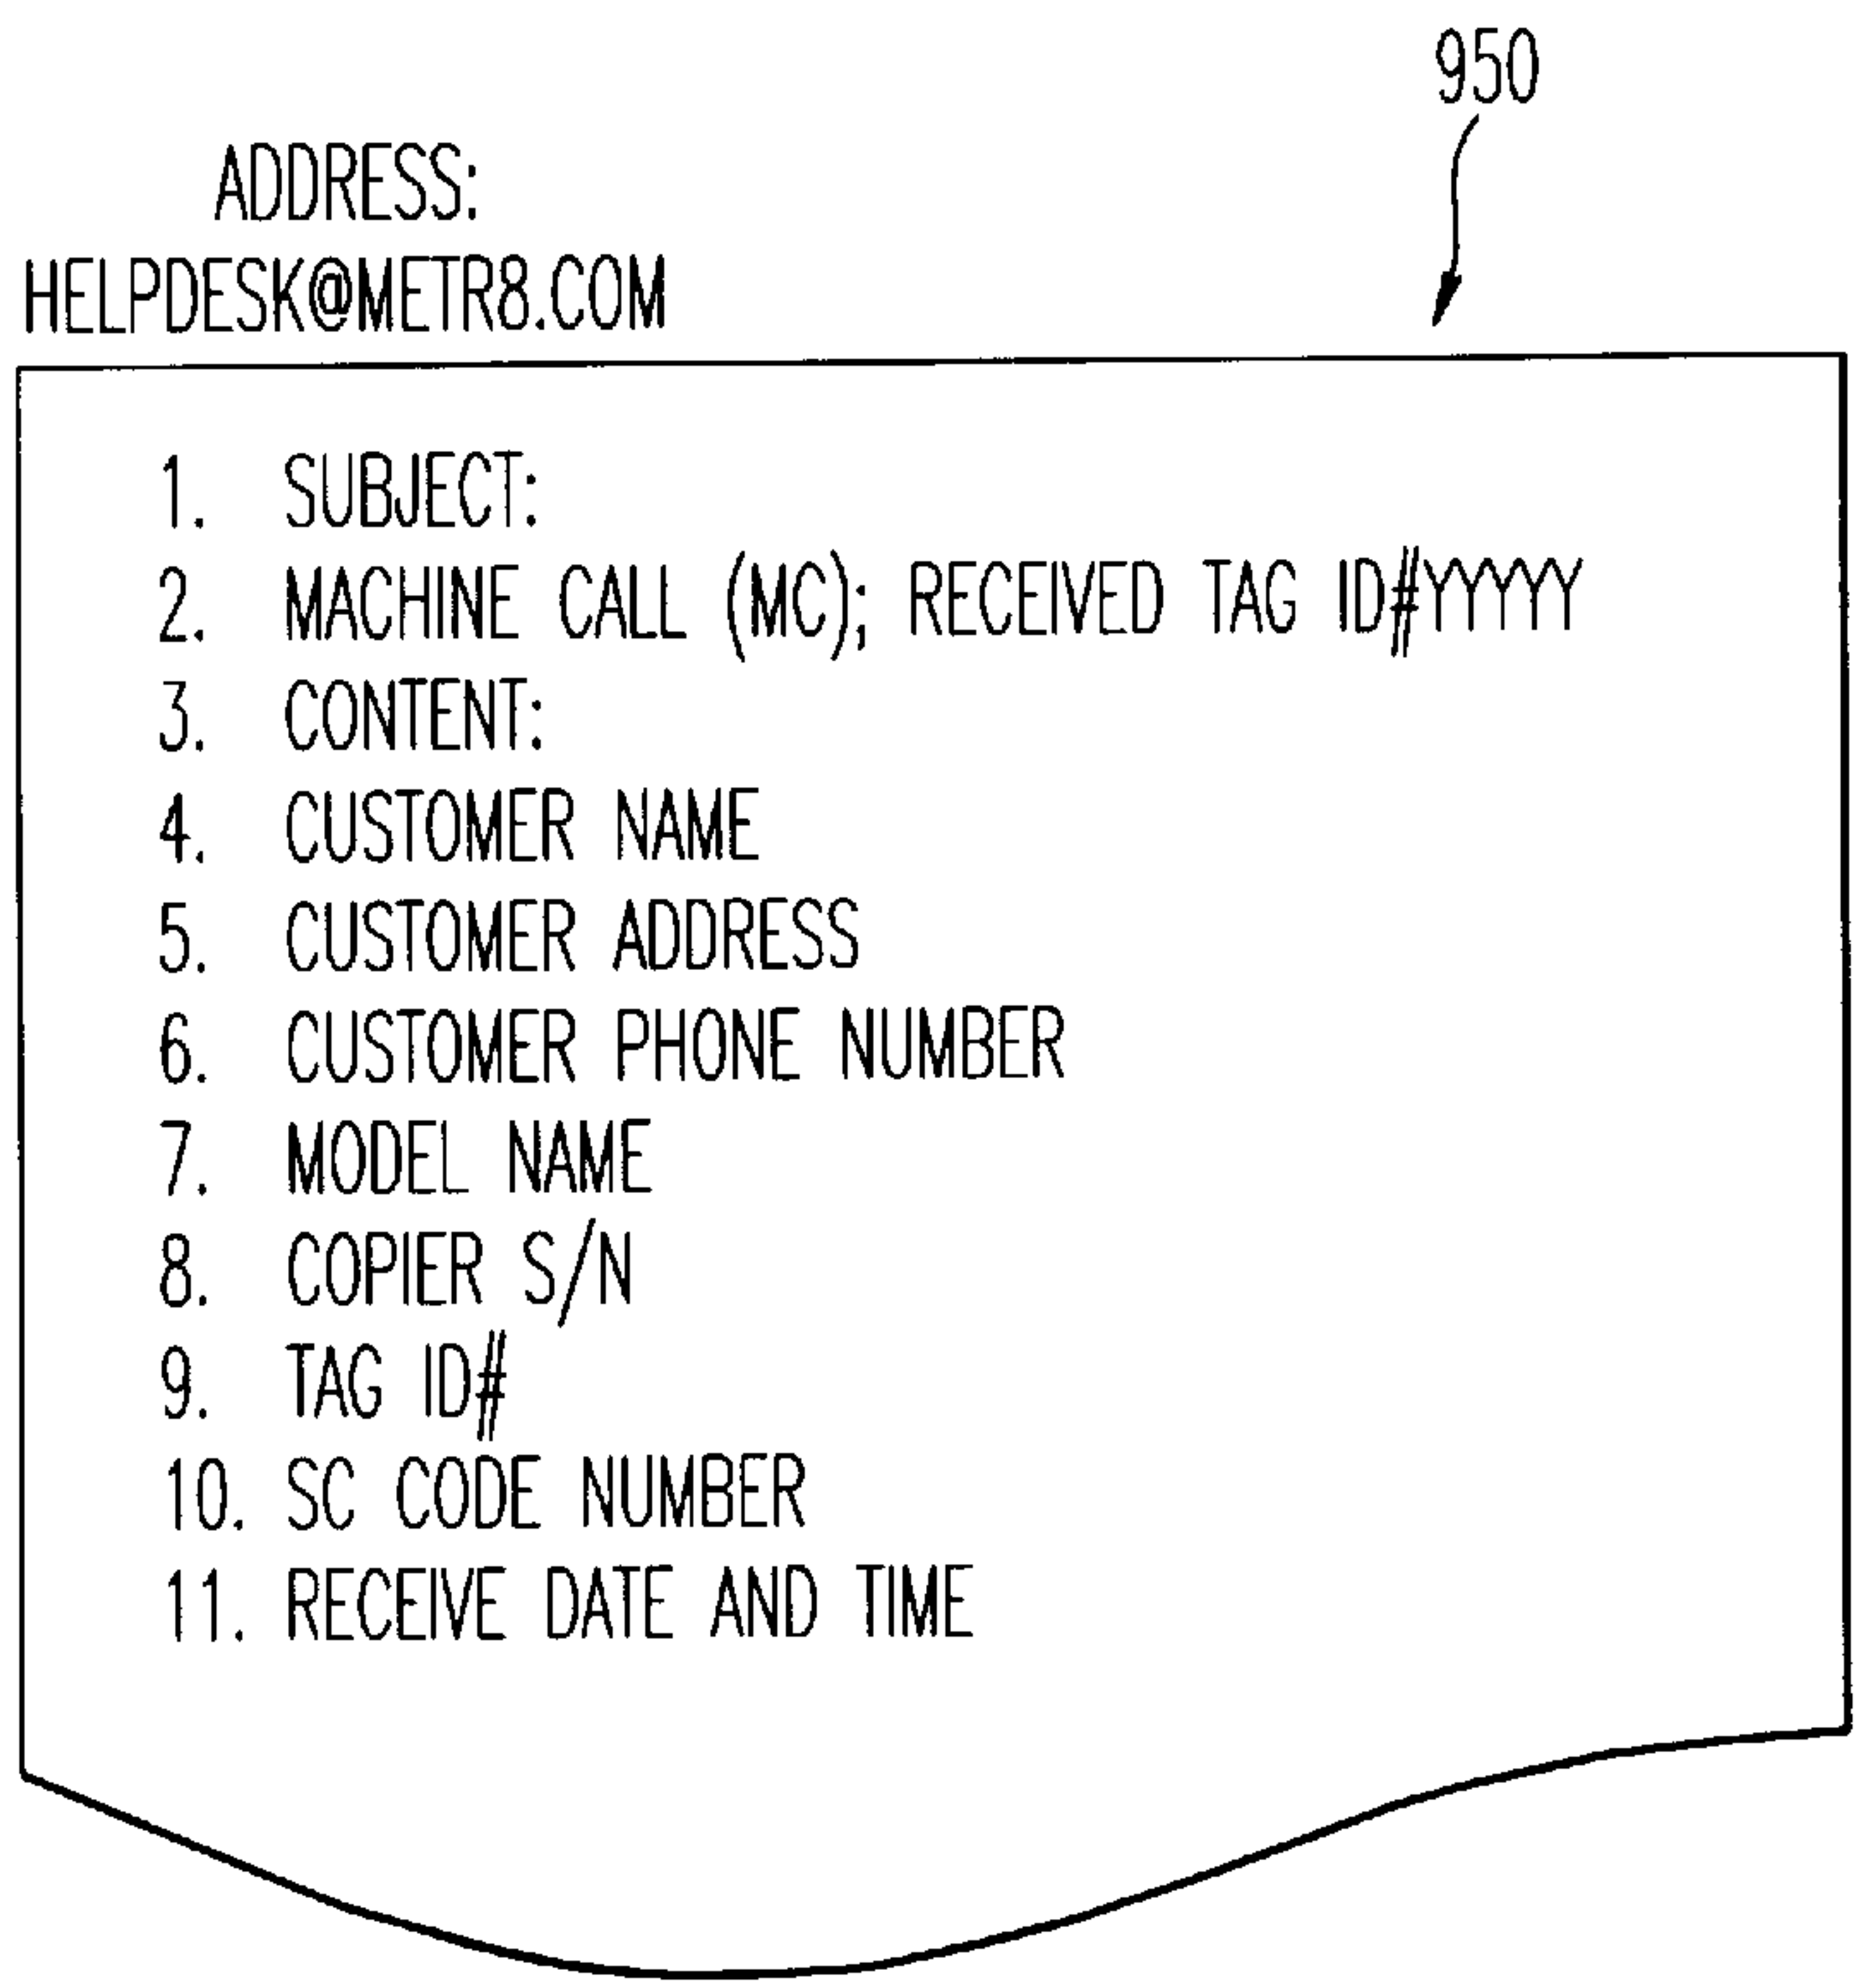 950
ADDRESS:
HELPDESK@METR8.COM
1. SUBJECT:
2. MACHINE CALL (MC); RECEIVED TAG ID#YYYYY
3. CONTENT:
4. CUSTOMER NAME
5. CUSTOMER ADDRESS
6. CUSTOMER PHONE NUMBER
7. MODEL NAME
8. COPIER S/N
9. TAG ID#
10. SC CODE NUMBER
11. RECEIVE DATE AND TIME